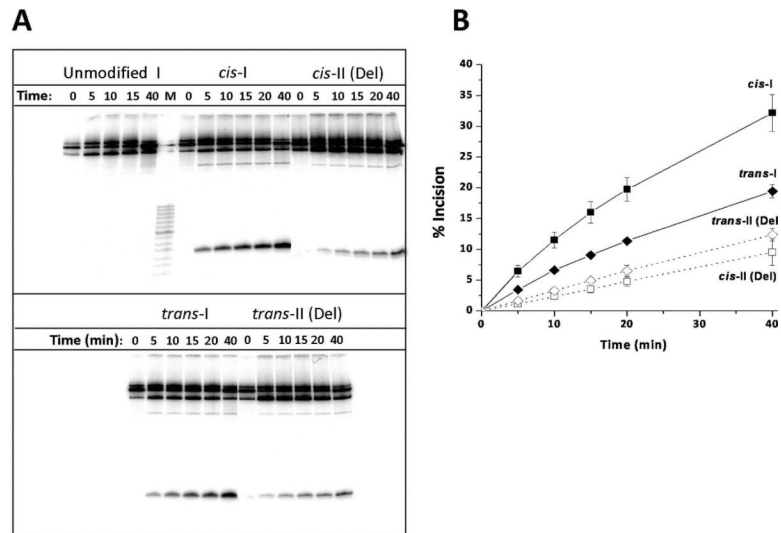 A
Unmodified I cis-I cis-II (Del)
Time: 0 5 10 15 40 M 0 5 10 15 20 40 0 5 10 15 20 40
trans-I trans-II (Del)
Time (min): 0 5 10 15 20 40 0 5 10 15 20 40
B
40
35
30
25
20
15
10
5
0
% Incision
cis-I
trans-I
trans-II (Del)
cis-II (Del)
0 10 20 30 40
Time (min)